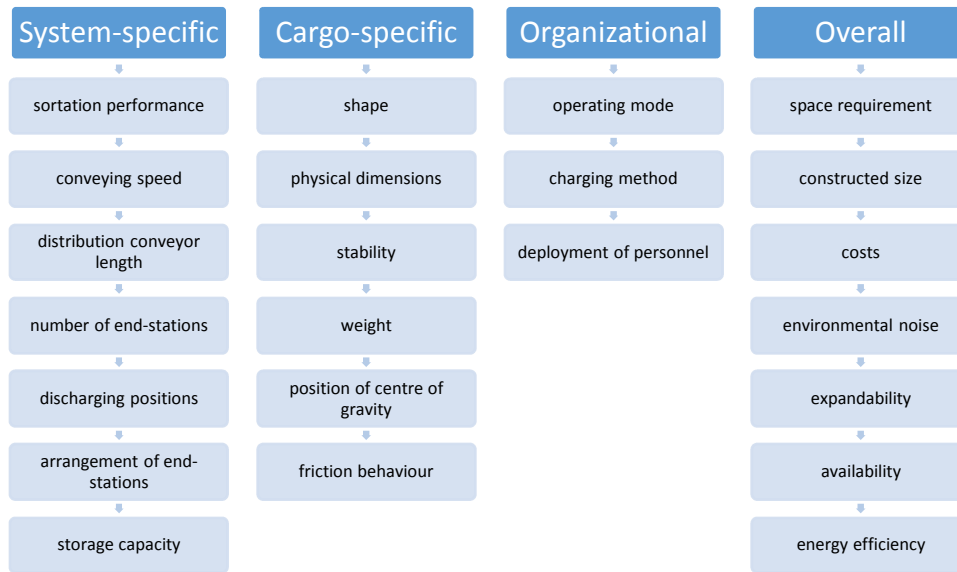 System-specific
sortation performance
conveying speed
distribution conveyor
length
number of end-stations
discharging positions
arrangement of end-
stations
storage capacity
Cargo-specific
shape
physical dimensions
stability
weight
position of centre of
gravity
friction behaviour
Organizational
operating mode
charging method
deployment of personnel
Overall
space requirement
constructed size
costs
environmental noise
expandability
availability
energy efficiency